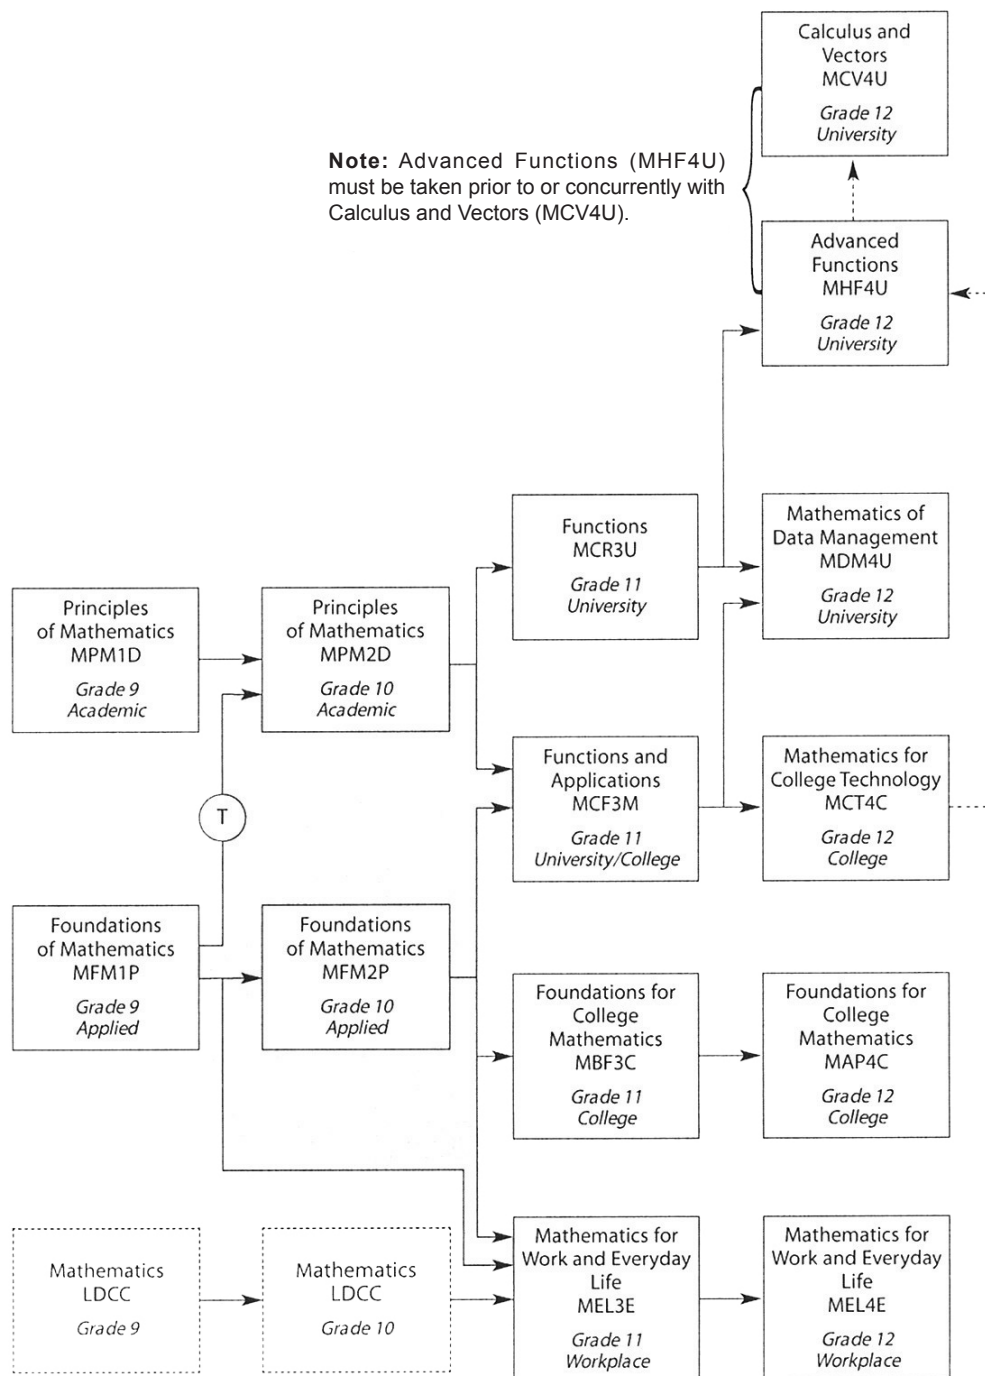 Calculus and
Vectors
MCV4U
Grade 12
University
Note: Advanced Functions (MHF4U)
must be taken prior to or concurrently with
Calculus and Vectors (MCV4U).
Advanced
Functions
MHF4U
Grade 12
University
Functions
MCR3U
Grade 11
University
Mathematics of
Data Management
MDM4U
Grade 12
University
Principles
of Mathematics
MPM1D
Grade 9
Academic
Principles
of Mathematics
MPM2D
Grade 10
Academic
Functions and
Applications
MCF3M
Grade 11
University/College
Mathematics for
College Technology
MCT4C
Grade 12
College
T
Foundations
of Mathematics
MFM1P
Grade 9
Applied
Foundations
of Mathematics
MFM2P
Grade 10
Applied
Foundations for
College
Mathematics
MBF3C
Grade 11
College
Foundations for
College
Mathematics
MAP4C
Grade 12
College
Mathematics
LDCC
Grade 9
Mathematics
LDCC
Grade 10
Mathematics for
Work and Everyday
Life
MEL3E
Grade 11
Workplace
Mathematics for
Work and Everyday
Life
MEL4E
Grade 12
Workplace